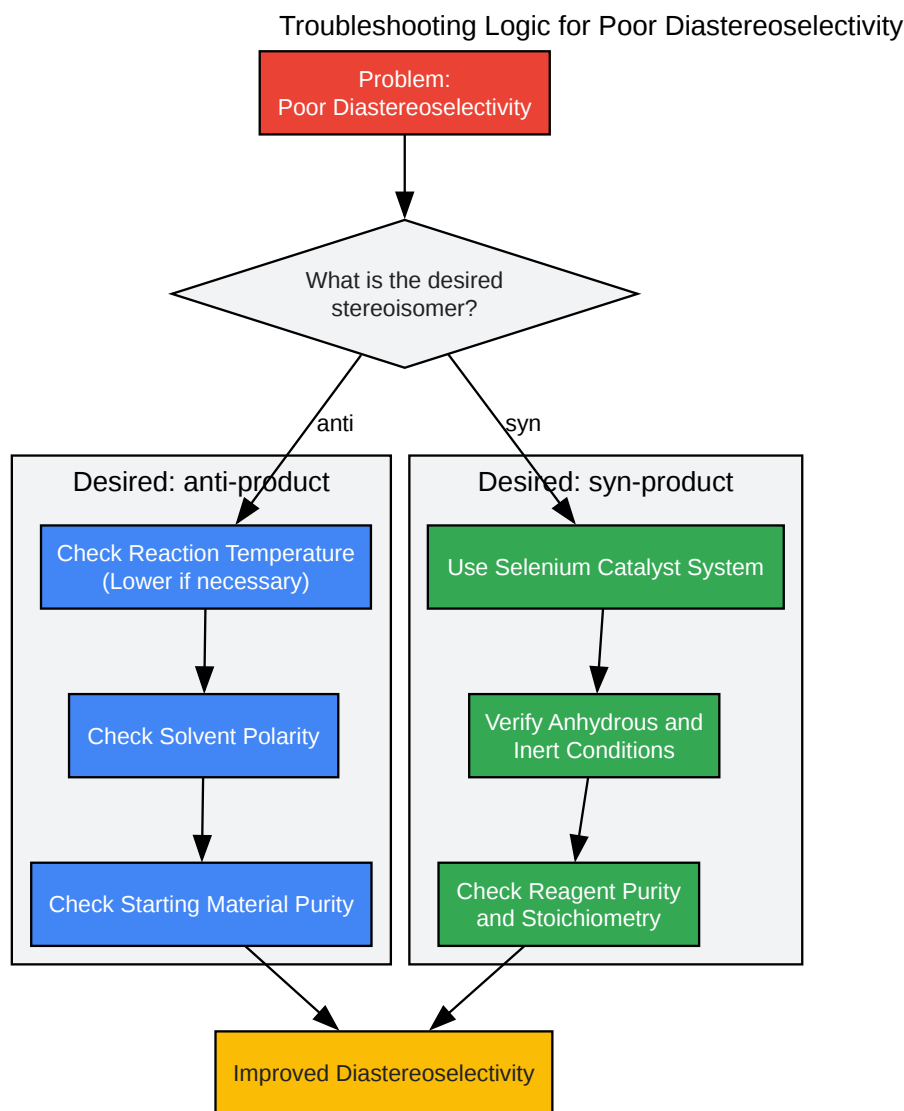 Troubleshooting Logic for Poor Diastereoselectivity
Problem:
Poor Diastereoselectivity
What is the desired
stereoisomer?
anti
syn
Desired: anti-product
Check Reaction Temperature
(Lower if necessary)
Check Solvent Polarity
Check Starting Material Purity
Desired: syn-product
Use Selenium Catalyst System
Verify Anhydrous and
Inert Conditions
Check Reagent Purity
and Stoichiometry
Improved Diastereoselectivity